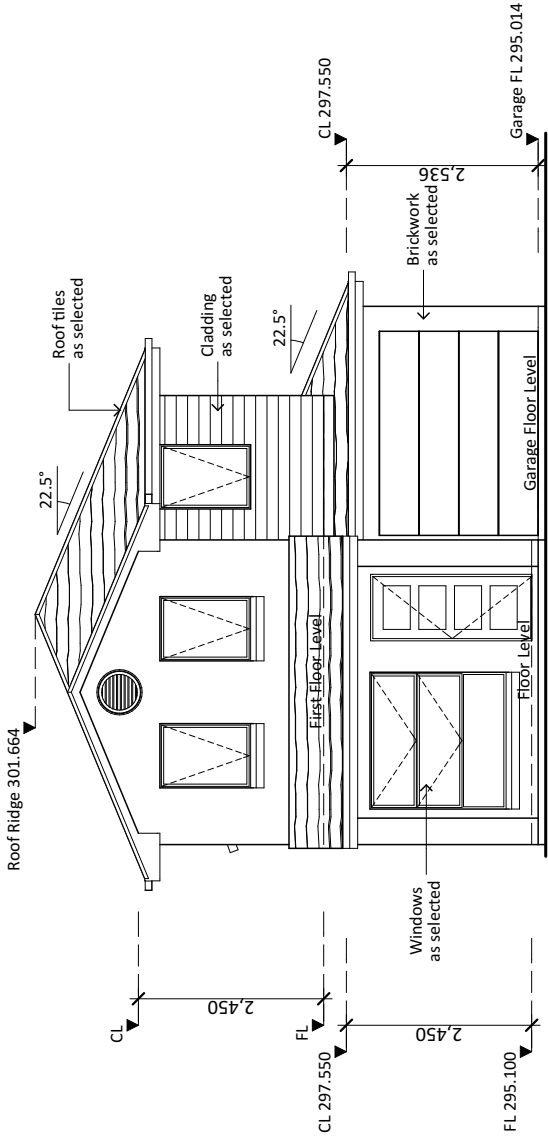 Roof Ridge 301.664
22.5°
Roof tiles
as selected
Cladding
as selected
22.5°
CL
2,450
FL
First Floor Level
CL 297.550
CL 297.550
2,450
2,536
Windows
as selected
Brickwork
as selected
Floor Level
Garage Floor Level
FL 295.100
Garage FL 295.014